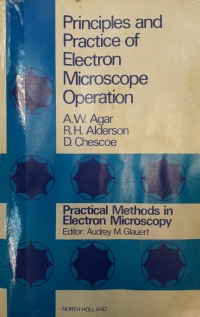 Principles and
Practice of
Electron
Microscope
Operation
A.W. Agar
R.H. Alderson
D. Chescoe
Practical Methods in
Electron Microscopy
Editor: Audrey M. Glauert
NORTH-HOLLAND